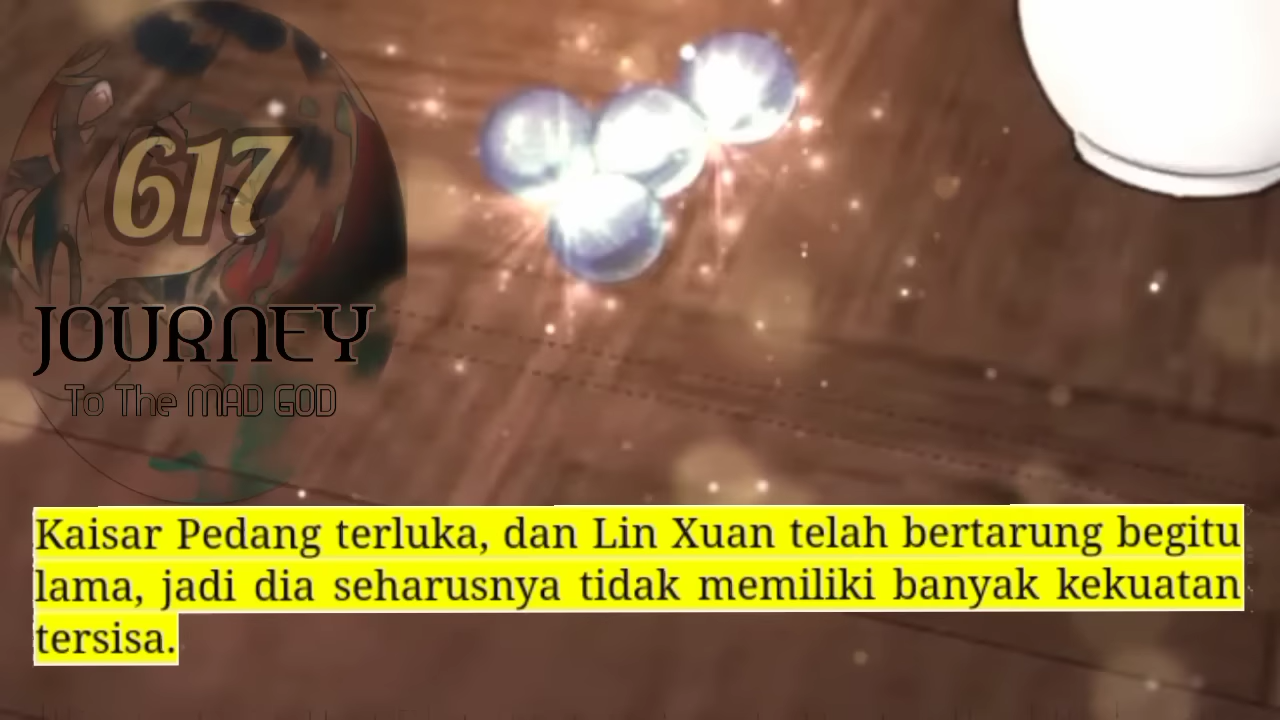 617
JOURNEY
To The MAD GOD
Kaisar Pedang terluka, dan Lin Xuan telah bertarung begitu
lama, jadi dia seharusnya tidak memiliki banyak kekuatan
tersisa.